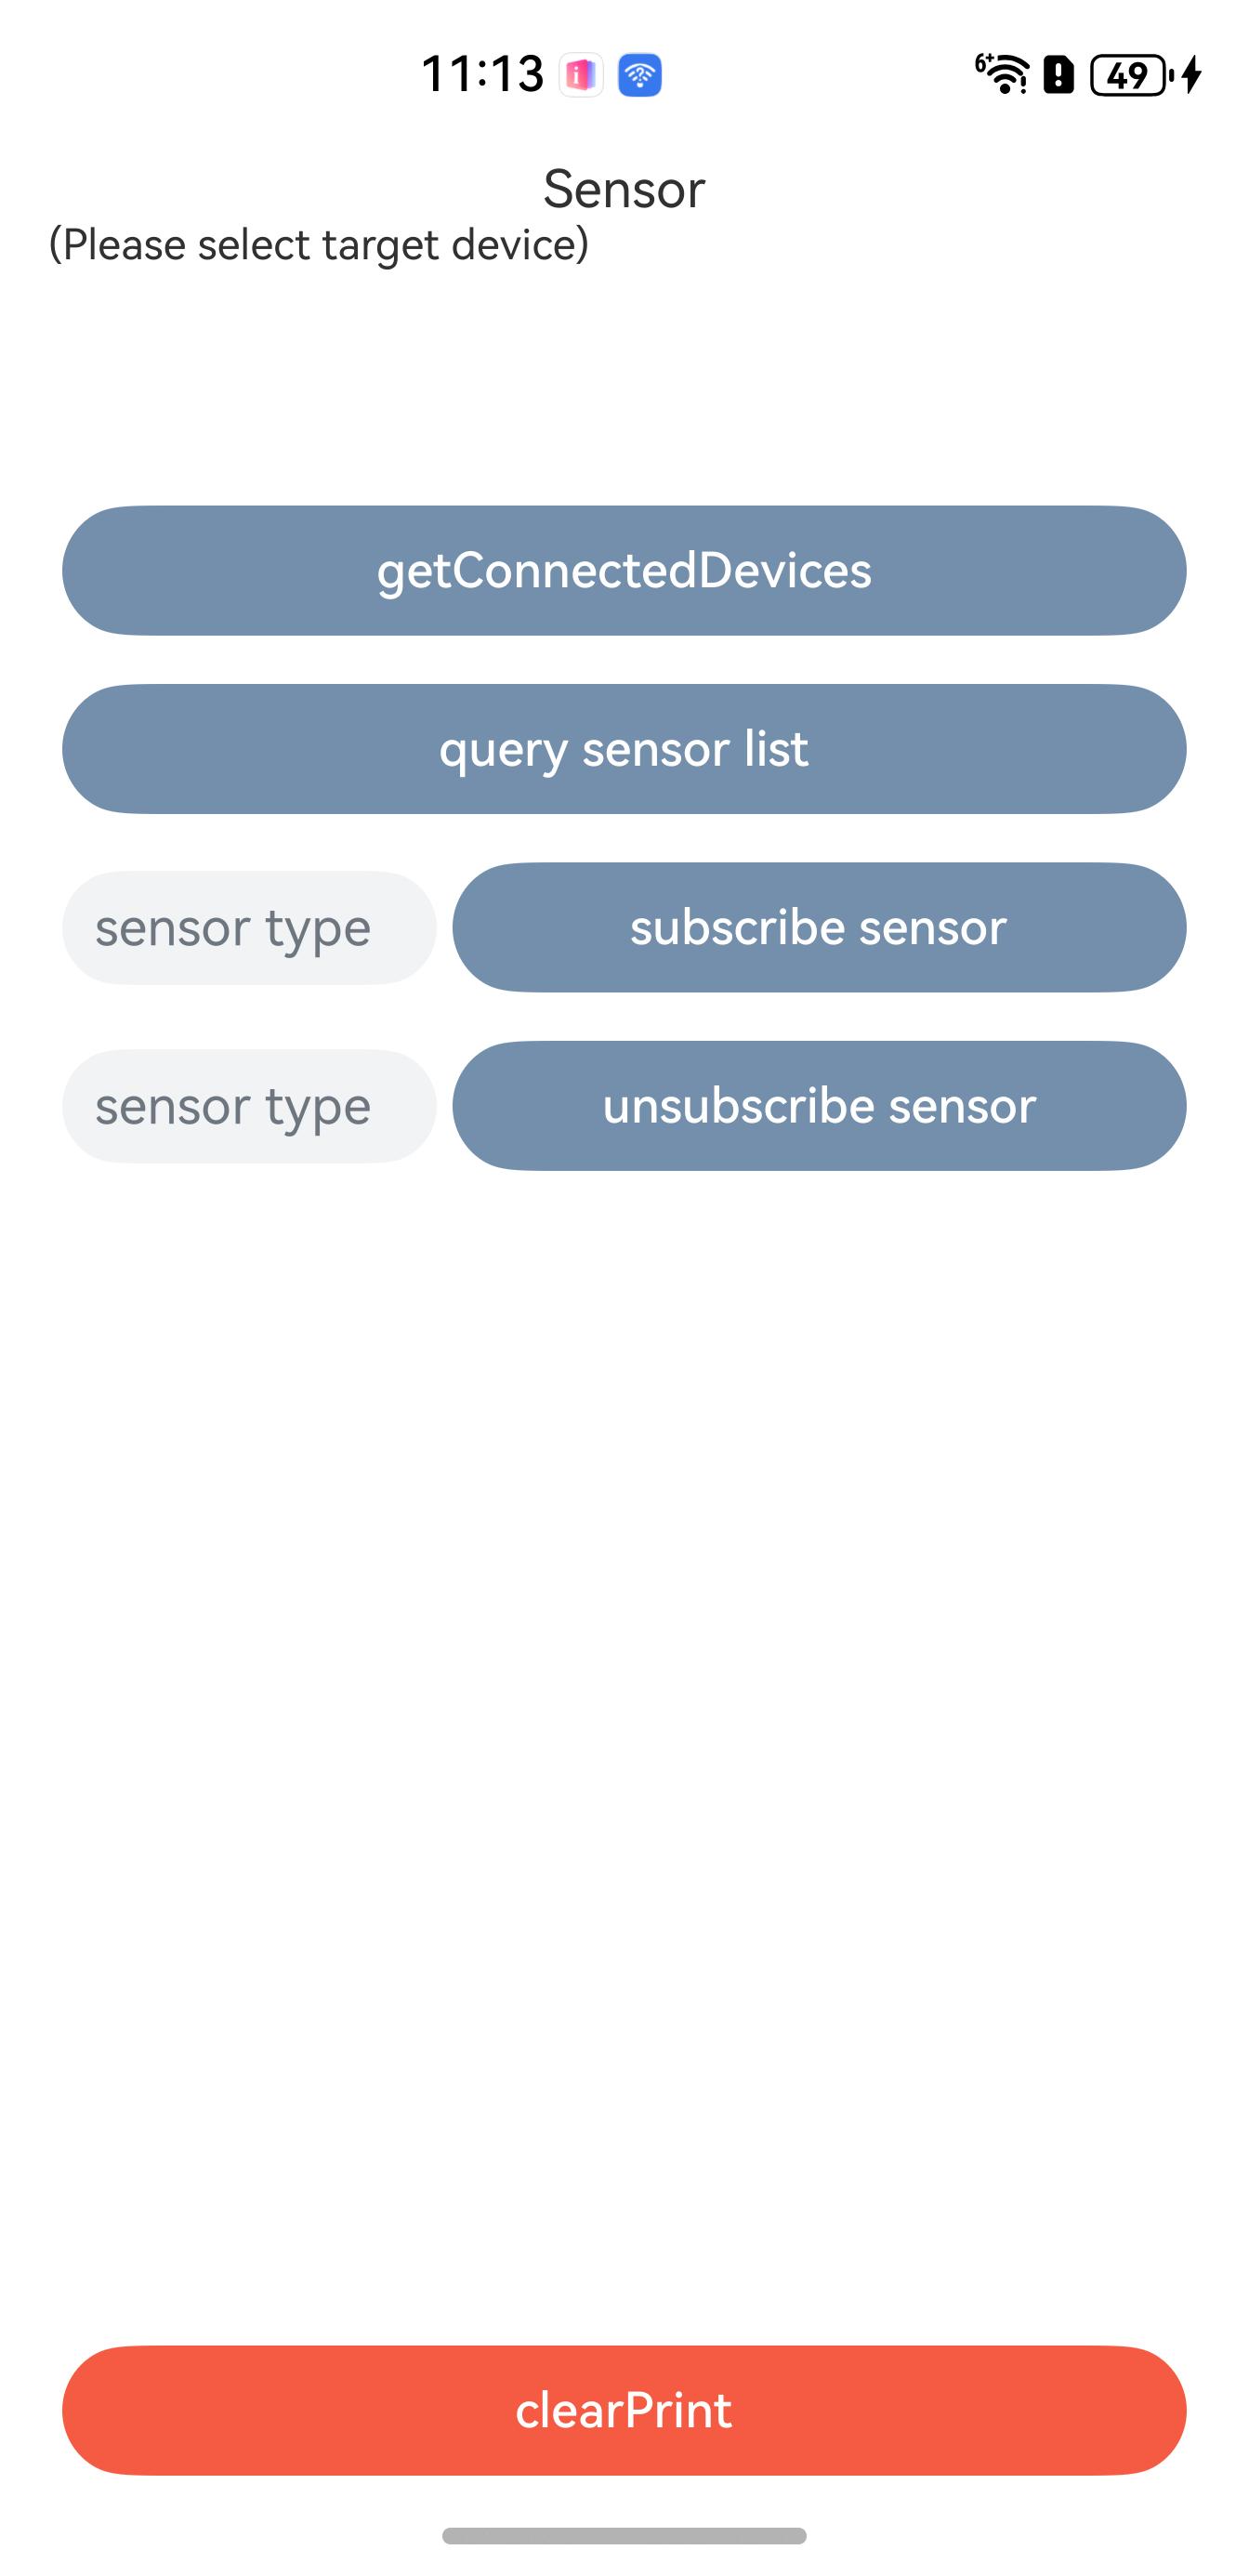 11:13
6+
49
Sensor
(Please select target device)
getConnectedDevices
query sensor list
sensor type subscribe sensor
sensor type unsubscribe sensor
clearPrint